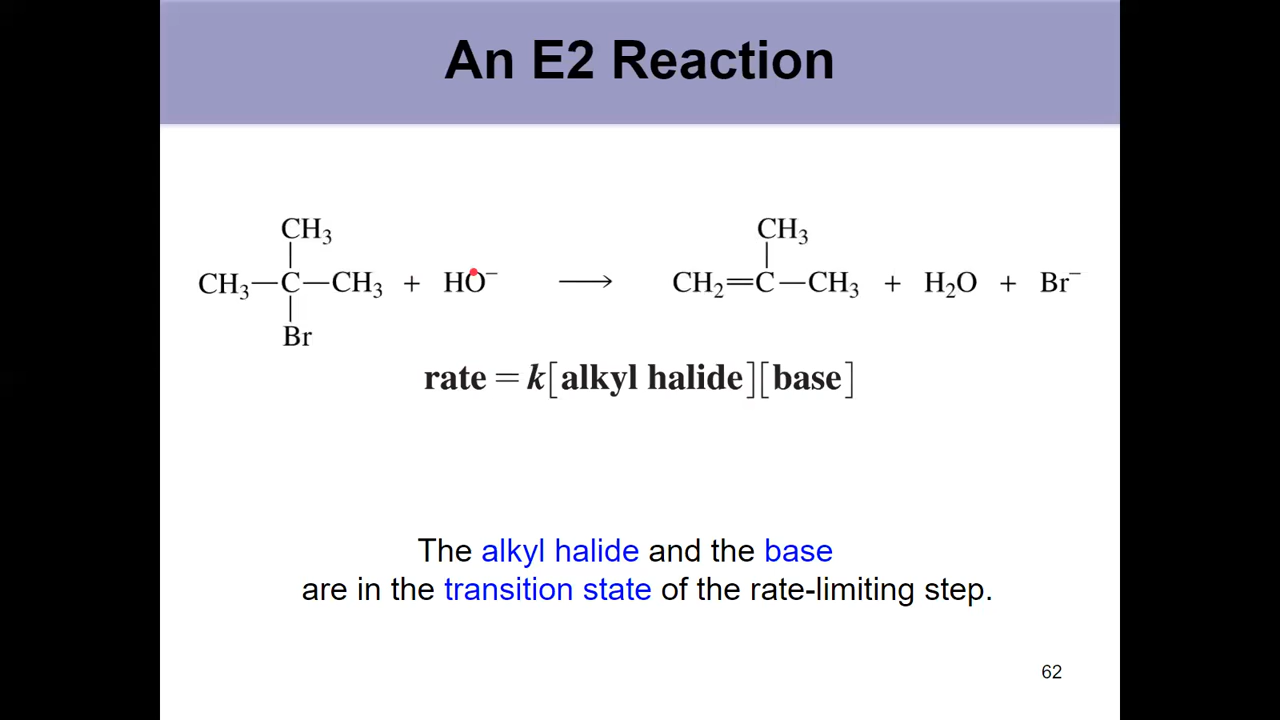 An E2 Reaction
CH₃ CH₃
CH₃—C—CH₃ + HO⁻ ⟶ CH₂=C—CH₃ + H₂O + Br⁻
Br
rate = k[alkyl halide][base]
The alkyl halide and the base
are in the transition state of the rate-limiting step.
62